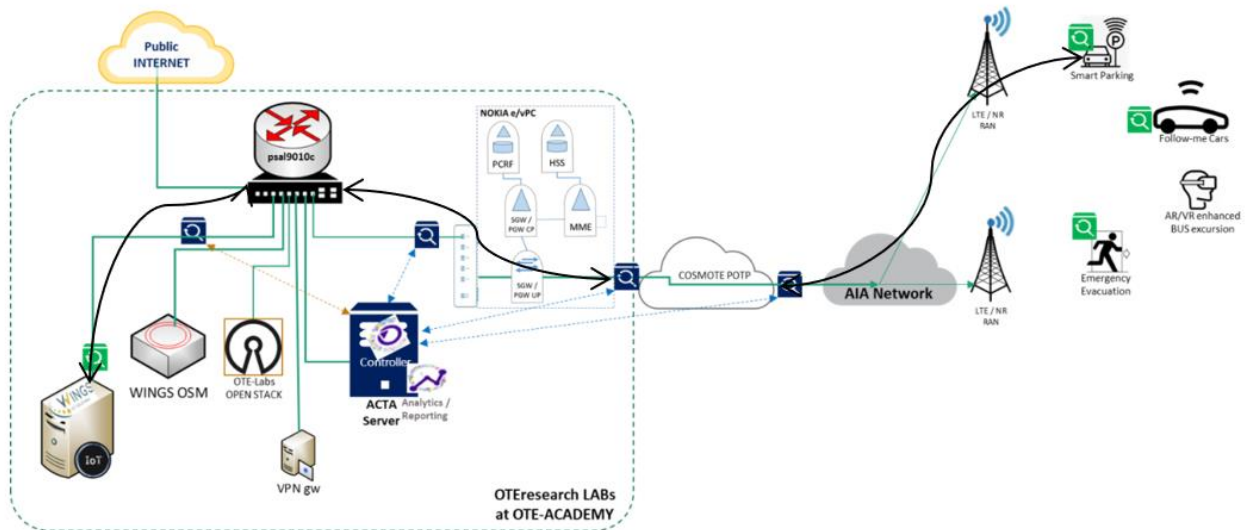 Public
INTERNET
psal9010c
NOKIA e/vPC
PCRF
HSS
SGW /
PGW CP
MME
SGW /
PGW UP
COSMOTE POTP
AIA Network
LTE / NR
RAN
LTE / NR
RAN
P
Smart Parking
Follow-me Cars
AR/VR enhanced
BUS excursion
Emergency
Evacuation
WINGS
IoT
WINGS OSM
OTE-Labs
OPEN STACK
VPN gw
Controller
ACTA
Server
Analytics /
Reporting
OTEresearch LABs
at OTE-ACADEMY